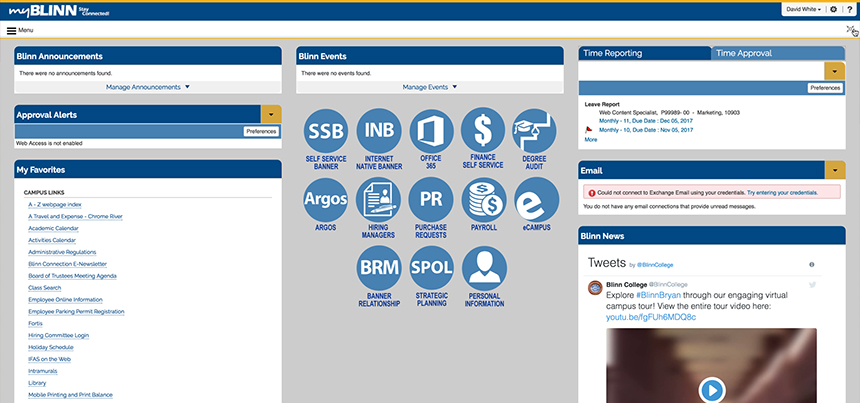 myBLINN Stay Connected!
David White
?
Menu
Blinn Announcements
There were no announcements found.
Manage Announcements
Approval Alerts
Preferences
Web Access is not enabled
My Favorites
CAMPUS LINKS
A - Z webpage index
A Travel and Expense - Chrome River
Academic Calendar
Activities Calendar
Administrative Regulations
Blinn Connection E-Newsletter
Board of Trustees Meeting Agenda
Class Search
Employee Online Information
Employee Parking Permit Registration
Fortis
Hiring Committee Login
Holiday Schedule
IFAS on the Web
Intramurals
Library
Mobile Printing and Print Balance
Blinn Events
There were no events found.
Manage Events
SSB
SELF SERVICE
BANNER
INB
INTERNET
NATIVE BANNER
OFFICE
365
$
FINANCE
SELF SERVICE
DEGREE
AUDIT
Argos
ARGOS
HIRING
MANAGERS
PR
PURCHASE
REQUESTS
PAYROLL
e
eCAMPUS
BRM
BANNER
RELATIONSHIP
SPOL
STRATEGIC
PLANNING
PERSONAL
INFORMATION
Time Reporting
Time Approval
Preferences
Leave Report
Web Content Specialist, P99989- 00 - Marketing, 10903
Monthly - 11, Due Date : Dec 05, 2017
Monthly - 10, Due Date : Nov 05, 2017
More
Email
Could not connect to Exchange Email using your credentials. Try entering your credentials.
You do not have any email connections that provide unread messages.
Blinn News
Tweets by @BlinnCollege
Blinn College @BlinnCollege
Explore #BlinnBryan through our engaging virtual
campus tour! View the entire tour video here:
youtu.be/fgFUh6MDQ8c